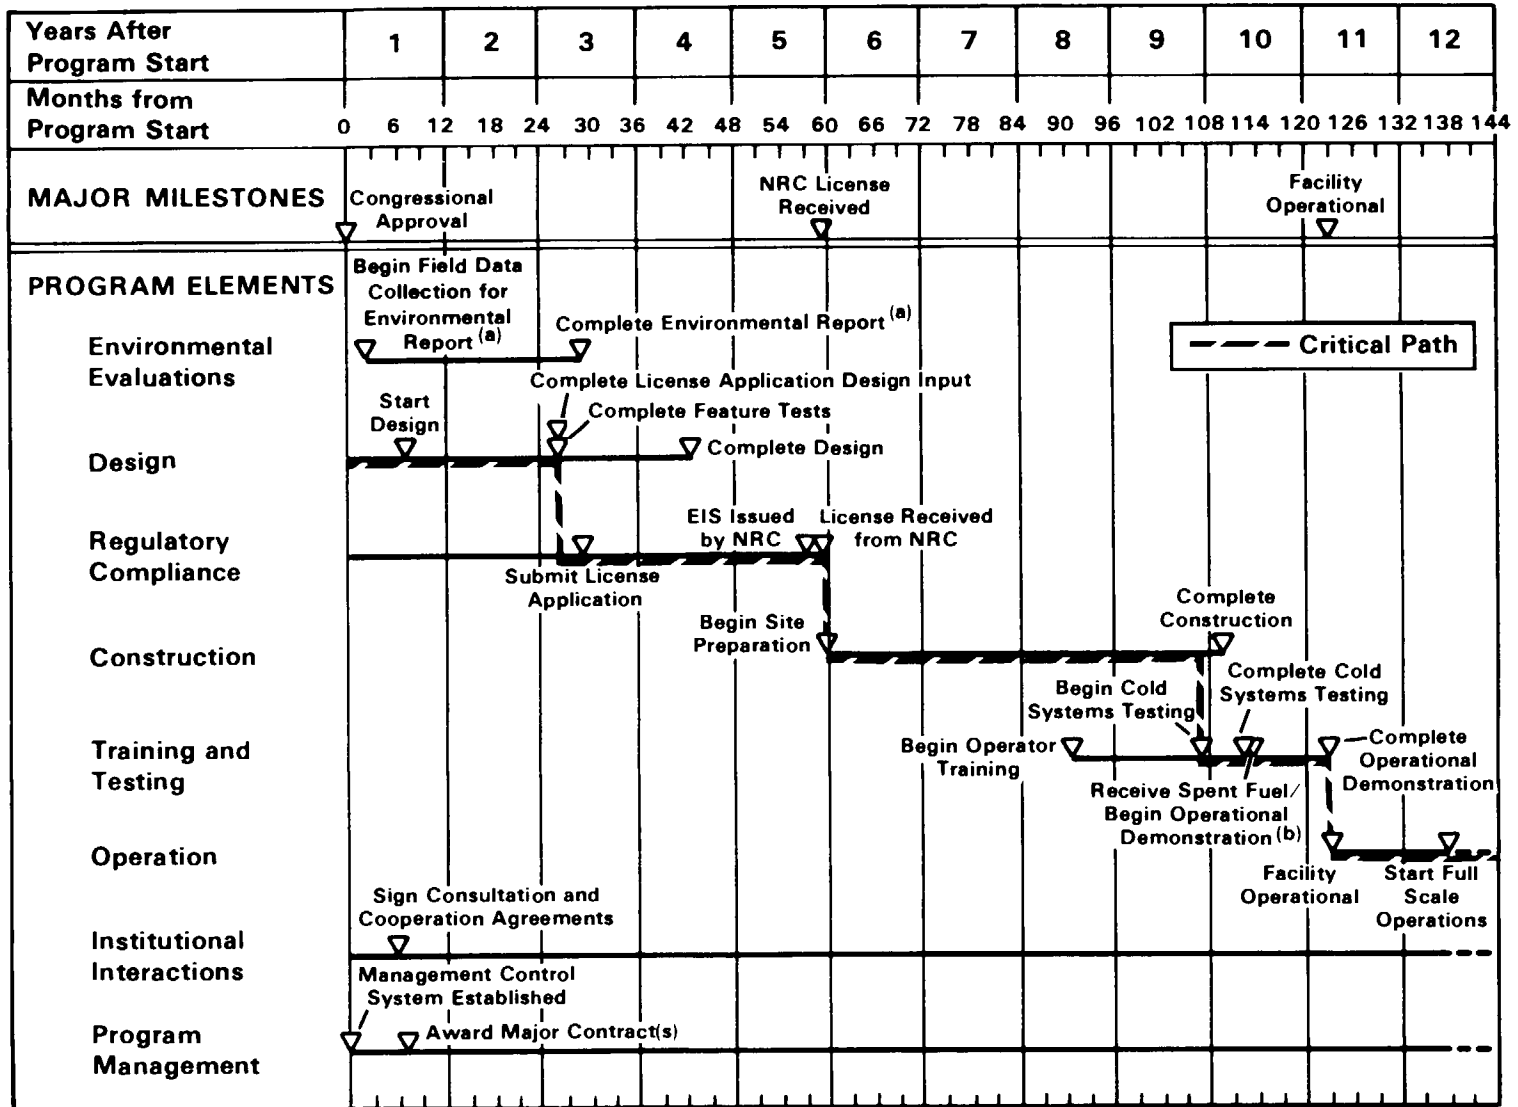 Years After
Program Start
1 2 3 4 5 6 7 8 9 10 11 12
Months from
Program Start
0 6 12 18 24 30 36 42 48 54 60 66 72 78 84 90 96 102 108 114 120 126 132 138 144
MAJOR MILESTONES
Congressional
Approval
NRC License
Received
Facility
Operational
PROGRAM ELEMENTS
Begin Field Data
Collection for
Environmental
Report (a)
Complete Environmental Report (a)
Environmental
Evaluations
Critical Path
Complete License Application Design Input
Start
Design
Complete Feature Tests
Complete Design
Design
EIS Issued
by NRC
License Received
from NRC
Regulatory
Compliance
Submit License
Application
Begin Site
Preparation
Complete
Construction
Construction
Begin Cold
Systems Testing
Complete Cold
Systems Testing
Training and
Testing
Begin Operator
Training
Complete
Operational
Demonstration
Receive Spent Fuel/
Begin Operational
Demonstration (b)
Operation
Facility
Operational
Start Full
Scale
Operations
Sign Consultation and
Cooperation Agreements
Institutional
Interactions
Management Control
System Established
Program
Management
Award Major Contract(s)